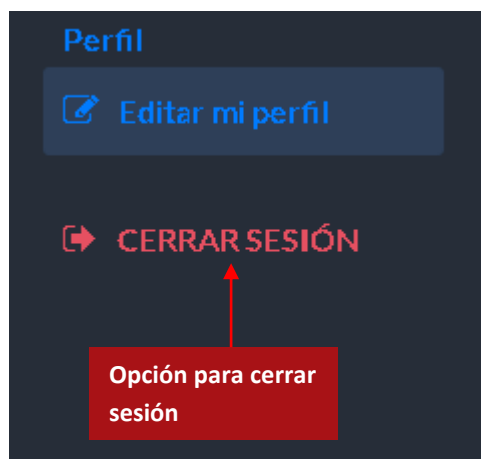 Perfil
Editar mi perfil
CERRAR SESIÓN
Opción para cerrar
sesión